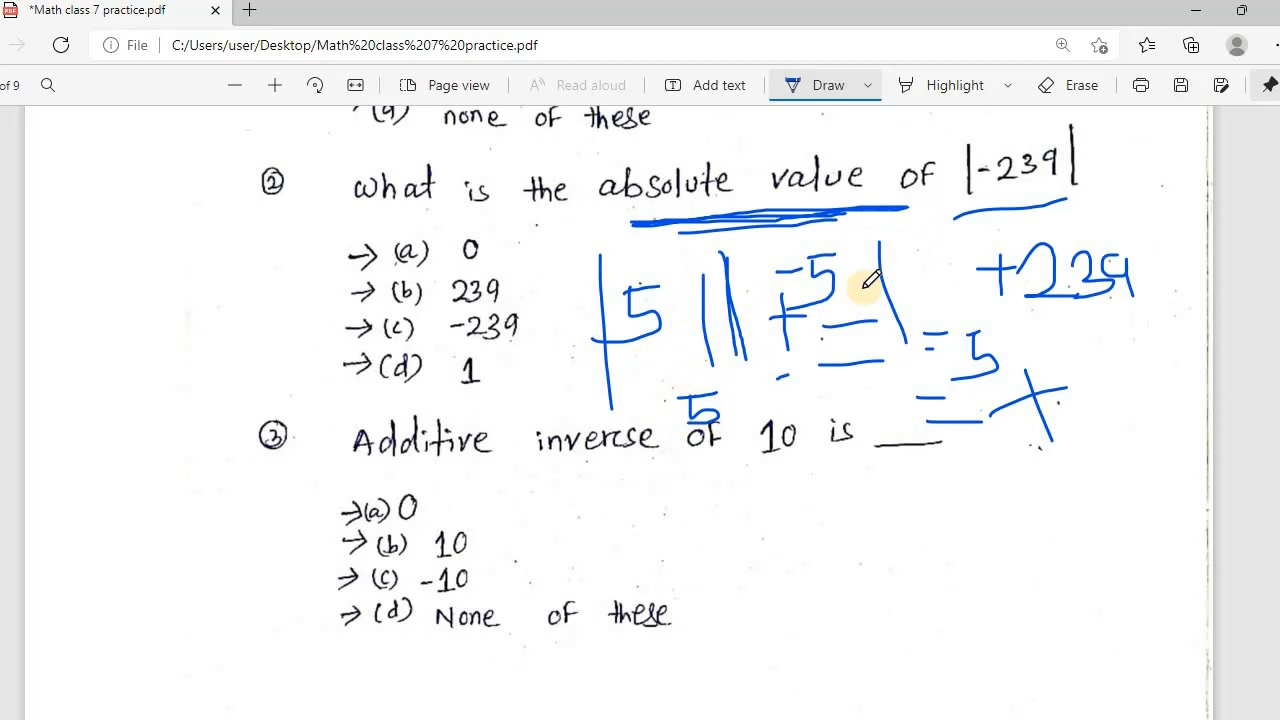 *Math class 7 practice.pdf
File C:/Users/user/Desktop/Math%20class%207%20practice.pdf
of 9 Page view Read aloud Add text Draw Highlight Erase
none of these
② What is the absolute value of |-239|
→ (a) 0
→ (b) 239
→ (c) -239
→ (d) 1
|5| |-5| +239
= 5
5
③ Additive inverse of 10 is ___
→ (a) 0
→ (b) 10
→ (c) -10
→ (d) None of these